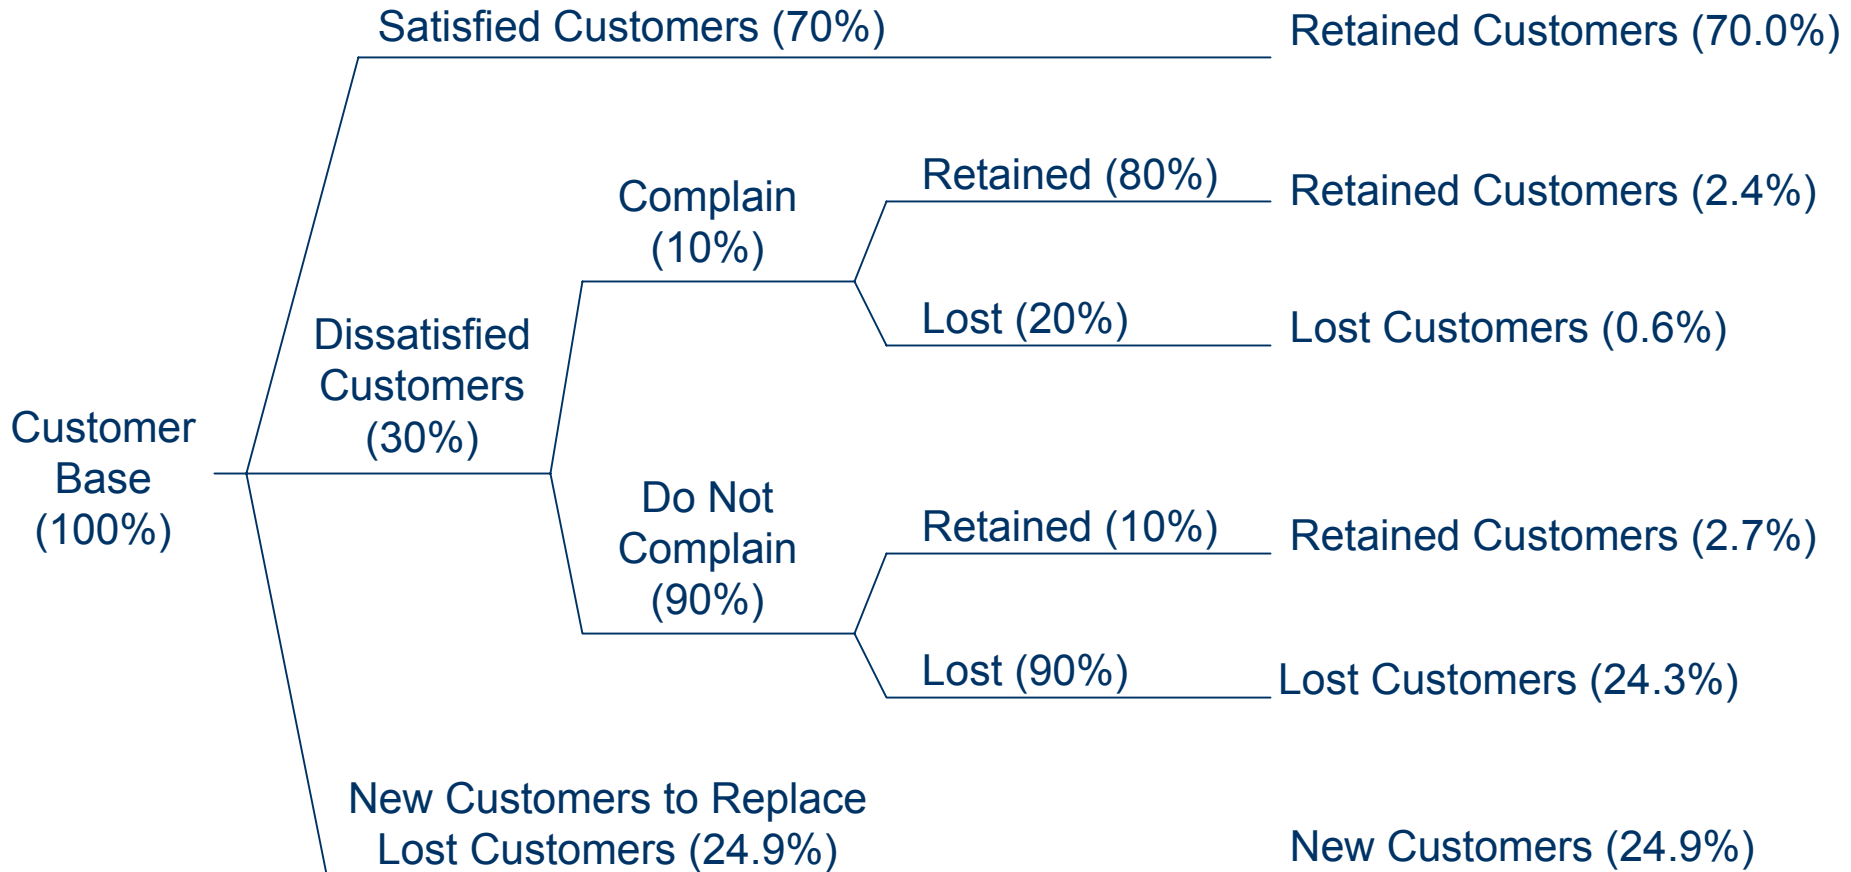 Satisfied Customers (70%)
Retained Customers (70.0%)
Complain
(10%)
Retained (80%)
Retained Customers (2.4%)
Lost (20%)
Lost Customers (0.6%)
Dissatisfied
Customers
(30%)
Customer
Base
(100%)
Do Not
Complain
(90%)
Retained (10%)
Retained Customers (2.7%)
Lost (90%)
Lost Customers (24.3%)
New Customers to Replace
Lost Customers (24.9%)
New Customers (24.9%)